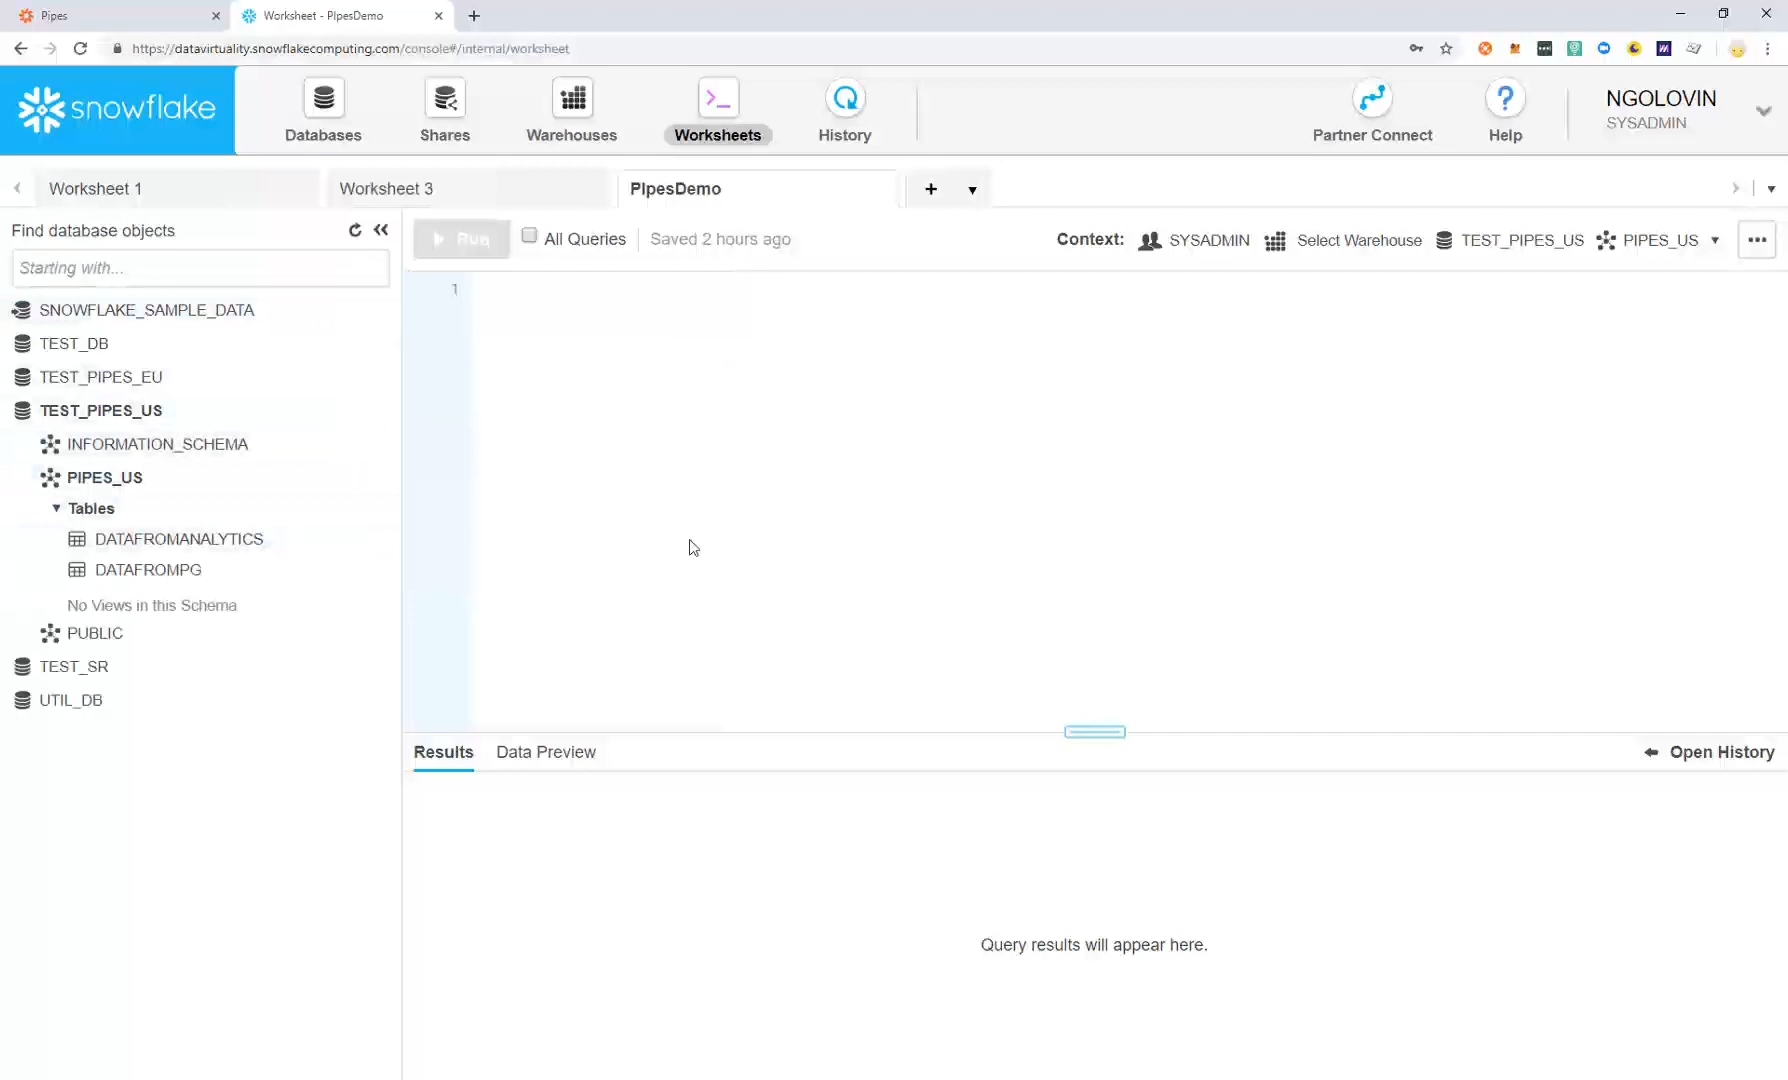 Pipes
Worksheet - PIpesDemo
https://datavirtuality.snowflakecomputing.com/console#/internal/worksheet
snowflake
Databases
Shares
Warehouses
Worksheets
History
Partner Connect
Help
NGOLOVIN
SYSADMIN
Worksheet 1
Worksheet 3
PIpesDemo
Find database objects
Starting with...
Run
All Queries
Saved 2 hours ago
Context:
SYSADMIN
Select Warehouse
TEST_PIPES_US
PIPES_US
1
SNOWFLAKE_SAMPLE_DATA
TEST_DB
TEST_PIPES_EU
TEST_PIPES_US
INFORMATION_SCHEMA
PIPES_US
Tables
DATAFROMANALYTICS
DATAFROMPG
No Views in this Schema
PUBLIC
TEST_SR
UTIL_DB
Results
Data Preview
Open History
Query results will appear here.